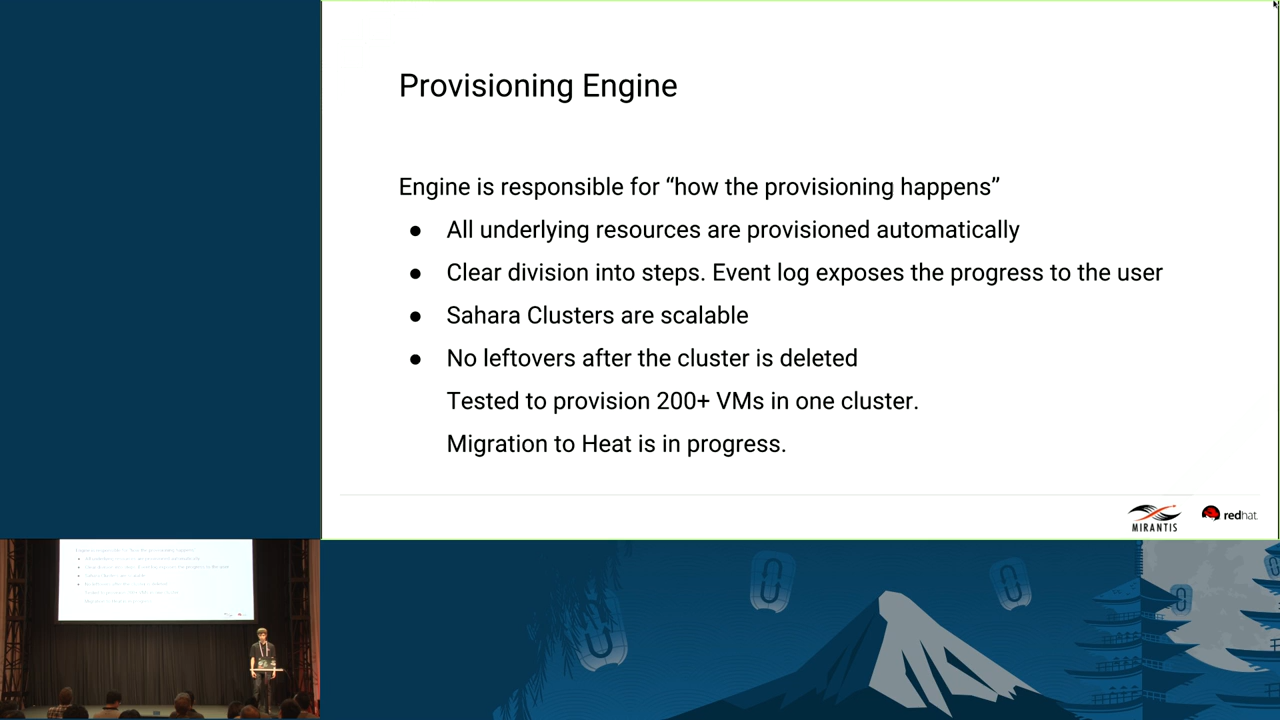 Provisioning Engine
Engine is responsible for “how the provisioning happens”
● All underlying resources are provisioned automatically
● Clear division into steps. Event log exposes the progress to the user
● Sahara Clusters are scalable
● No leftovers after the cluster is deleted
Tested to provision 200+ VMs in one cluster.
Migration to Heat is in progress.
MIRANTIS
redhat.